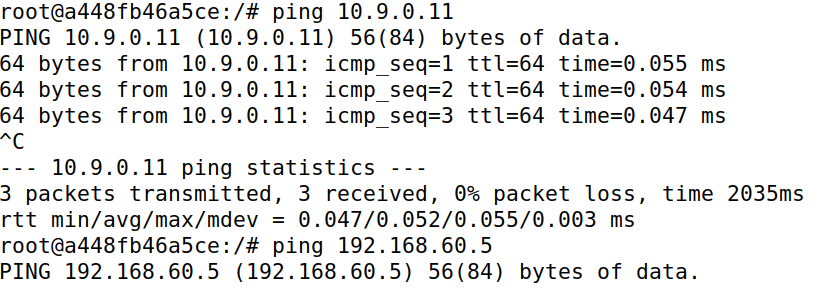 root@a448fb46a5ce:/# ping 10.9.0.11
PING 10.9.0.11 (10.9.0.11) 56(84) bytes of data.
64 bytes from 10.9.0.11: icmp_seq=1 ttl=64 time=0.055 ms
64 bytes from 10.9.0.11: icmp_seq=2 ttl=64 time=0.054 ms
64 bytes from 10.9.0.11: icmp_seq=3 ttl=64 time=0.047 ms
^C
--- 10.9.0.11 ping statistics ---
3 packets transmitted, 3 received, 0% packet loss, time 2035ms
rtt min/avg/max/mdev = 0.047/0.052/0.055/0.003 ms
root@a448fb46a5ce:/# ping 192.168.60.5
PING 192.168.60.5 (192.168.60.5) 56(84) bytes of data.